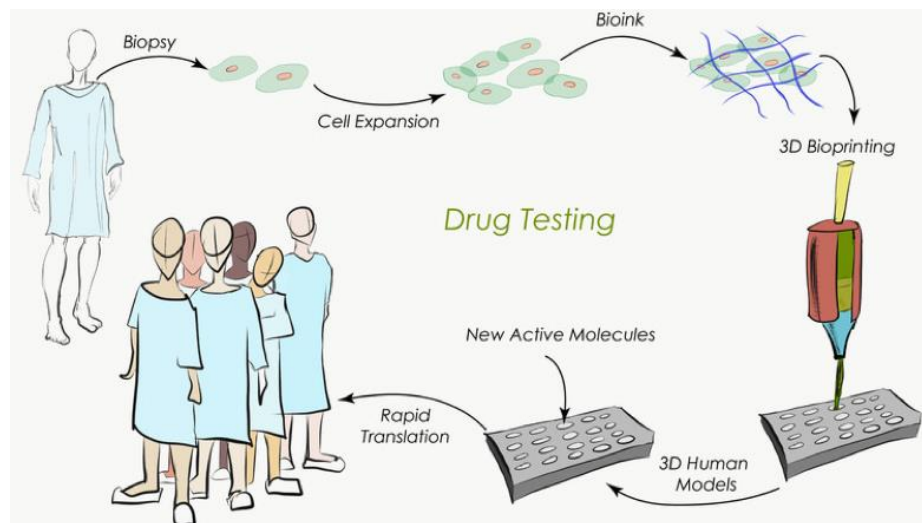 Biopsy
Cell Expansion
Bioink
3D Bioprinting
Drug Testing
New Active Molecules
3D Human
Models
Rapid
Translation